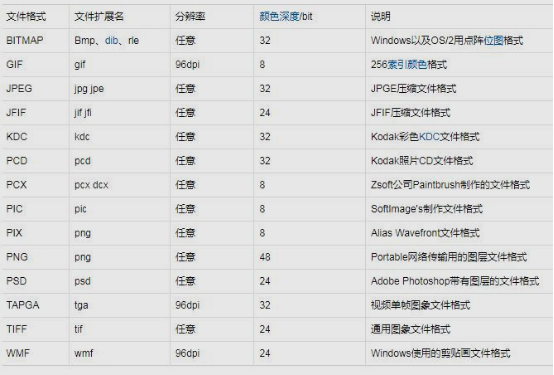 文件格式 文件扩展名 分辨率 颜色深度/bit 说明
BITMAP Bmp、dib、rle 任意 32 Windows以及OS/2用点阵位图格式
GIF gif 96dpi 8 256索引颜色格式
JPEG jpg jpe 任意 32 JPGE压缩文件格式
JFIF jif jfi 任意 24 JFIF压缩文件格式
KDC kdc 任意 32 Kodak彩色KDC文件格式
PCD pcd 任意 32 Kodak照片CD文件格式
PCX pcx dcx 任意 8 Zsoft公司Paintbrush制作的文件格式
PIC pic 任意 8 SoftImage's制作文件格式
PIX png 任意 8 Alias Wavefront文件格式
PNG png 任意 48 Portable网络传输用的图层文件格式
PSD psd 任意 24 Adobe Photoshop带有图层的文件格式
TAPGA tga 96dpi 32 视频单帧图象文件格式
TIFF tif 任意 24 通用图象文件格式
WMF wmf 96dpi 24 Windows使用的剪贴画文件格式